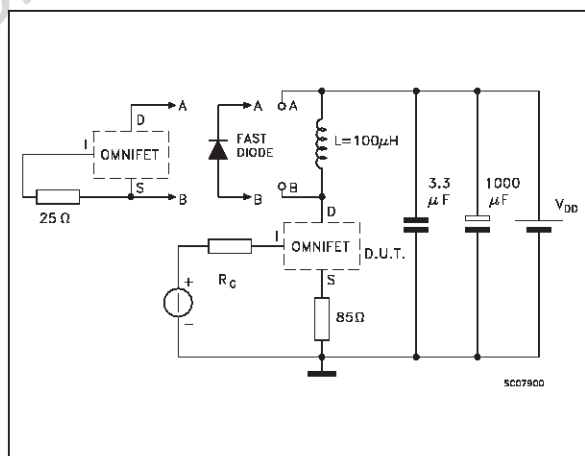 A
D
I
OMNIFET
S
B
25 Ω
A
FAST
DIODE
B
A
L=100μH
B
D
I
OMNIFET
D.U.T.
S
RG
85Ω
3.3
μF
1000
μF
VDD
SC07900